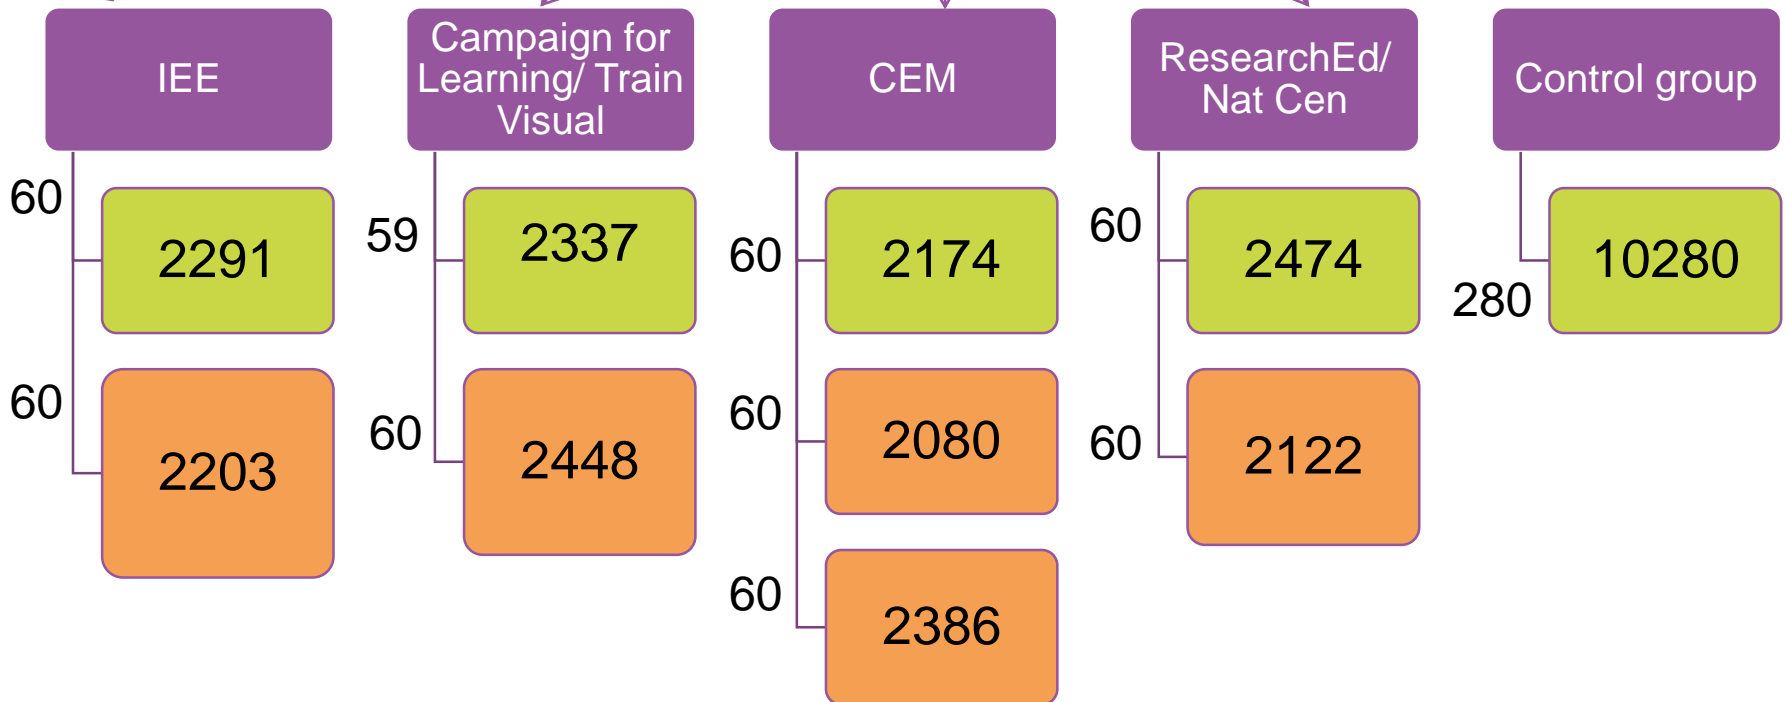 IEE
60
2291
60
2203
Campaign for
Learning/ Train
Visual
59
2337
60
2448
CEM
60
2174
60
2080
60
2386
ResearchEd/
Nat Cen
60
2474
60
2122
Control group
280
10280